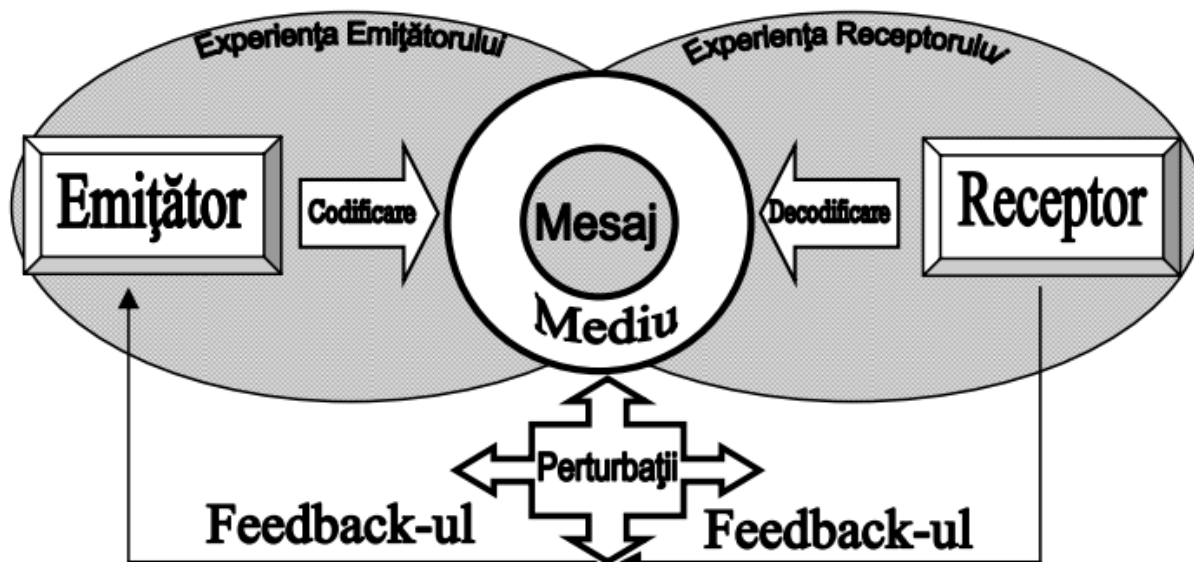 Experienţa Emiţătorului
Experienţa Receptorului
Emiţător
Codificare
Mesaj
Mediu
Decodificare
Receptor
Perturbaţii
Feedback-ul
Feedback-ul